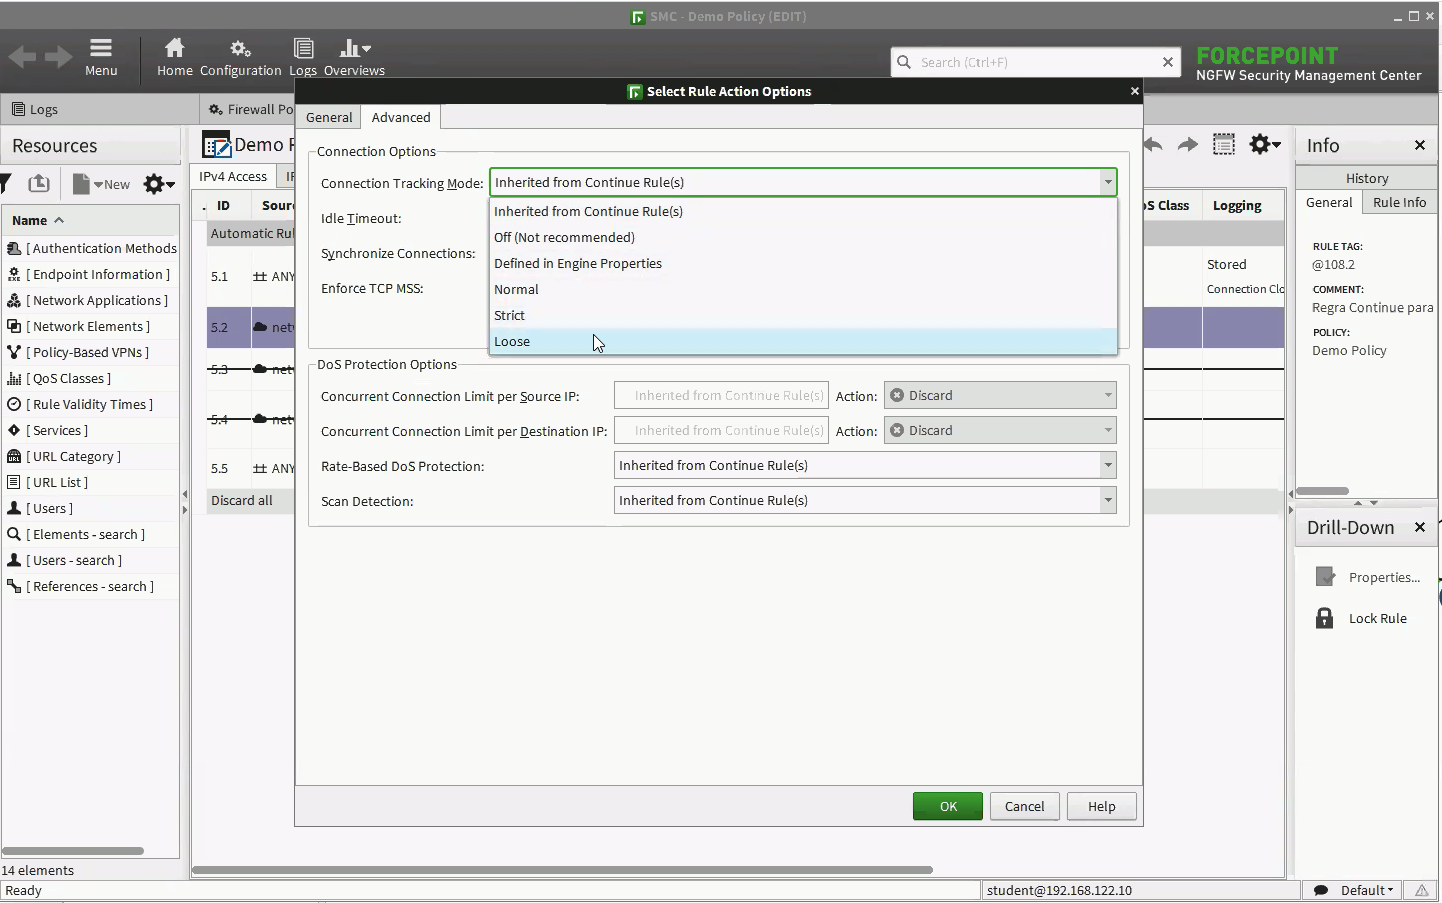 SMC - Demo Policy (EDIT)
Menu
Home
Configuration
Logs
Overviews
Search (Ctrl+F)
FORCEPOINT
NGFW Security Management Center
Logs
Firewall Po
Select Rule Action Options
General
Advanced
Resources
New
Name
[ Authentication Methods
[ Endpoint Information ]
[ Network Applications ]
[ Network Elements ]
[ Policy-Based VPNs ]
[ QoS Classes ]
[ Rule Validity Times ]
[ Services ]
[ URL Category ]
[ URL List ]
[ Users ]
[ Elements - search ]
[ Users - search ]
[ References - search ]
14 elements
Demo
IPv4 Access
ID
Sour
Automatic Rul
5.1 ANY
5.2 net
5.3 net
5.4 net
5.5 ANY
Discard all
Connection Options
Connection Tracking Mode: Inherited from Continue Rule(s)
Inherited from Continue Rule(s)
Idle Timeout:
Off (Not recommended)
Synchronize Connections:
Defined in Engine Properties
Enforce TCP MSS:
Normal
Strict
Loose
DoS Protection Options
Concurrent Connection Limit per Source IP: Inherited from Continue Rule(s) Action: Discard
Concurrent Connection Limit per Destination IP: Inherited from Continue Rule(s) Action: Discard
Rate-Based DoS Protection: Inherited from Continue Rule(s)
Scan Detection: Inherited from Continue Rule(s)
OK
Cancel
Help
S Class
Logging
Stored
Connection Clo
Info
History
General
Rule Info
RULE TAG:
@108.2
COMMENT:
Regra Continue para
POLICY:
Demo Policy
Drill-Down
Properties...
Lock Rule
Ready
student@192.168.122.10
Default